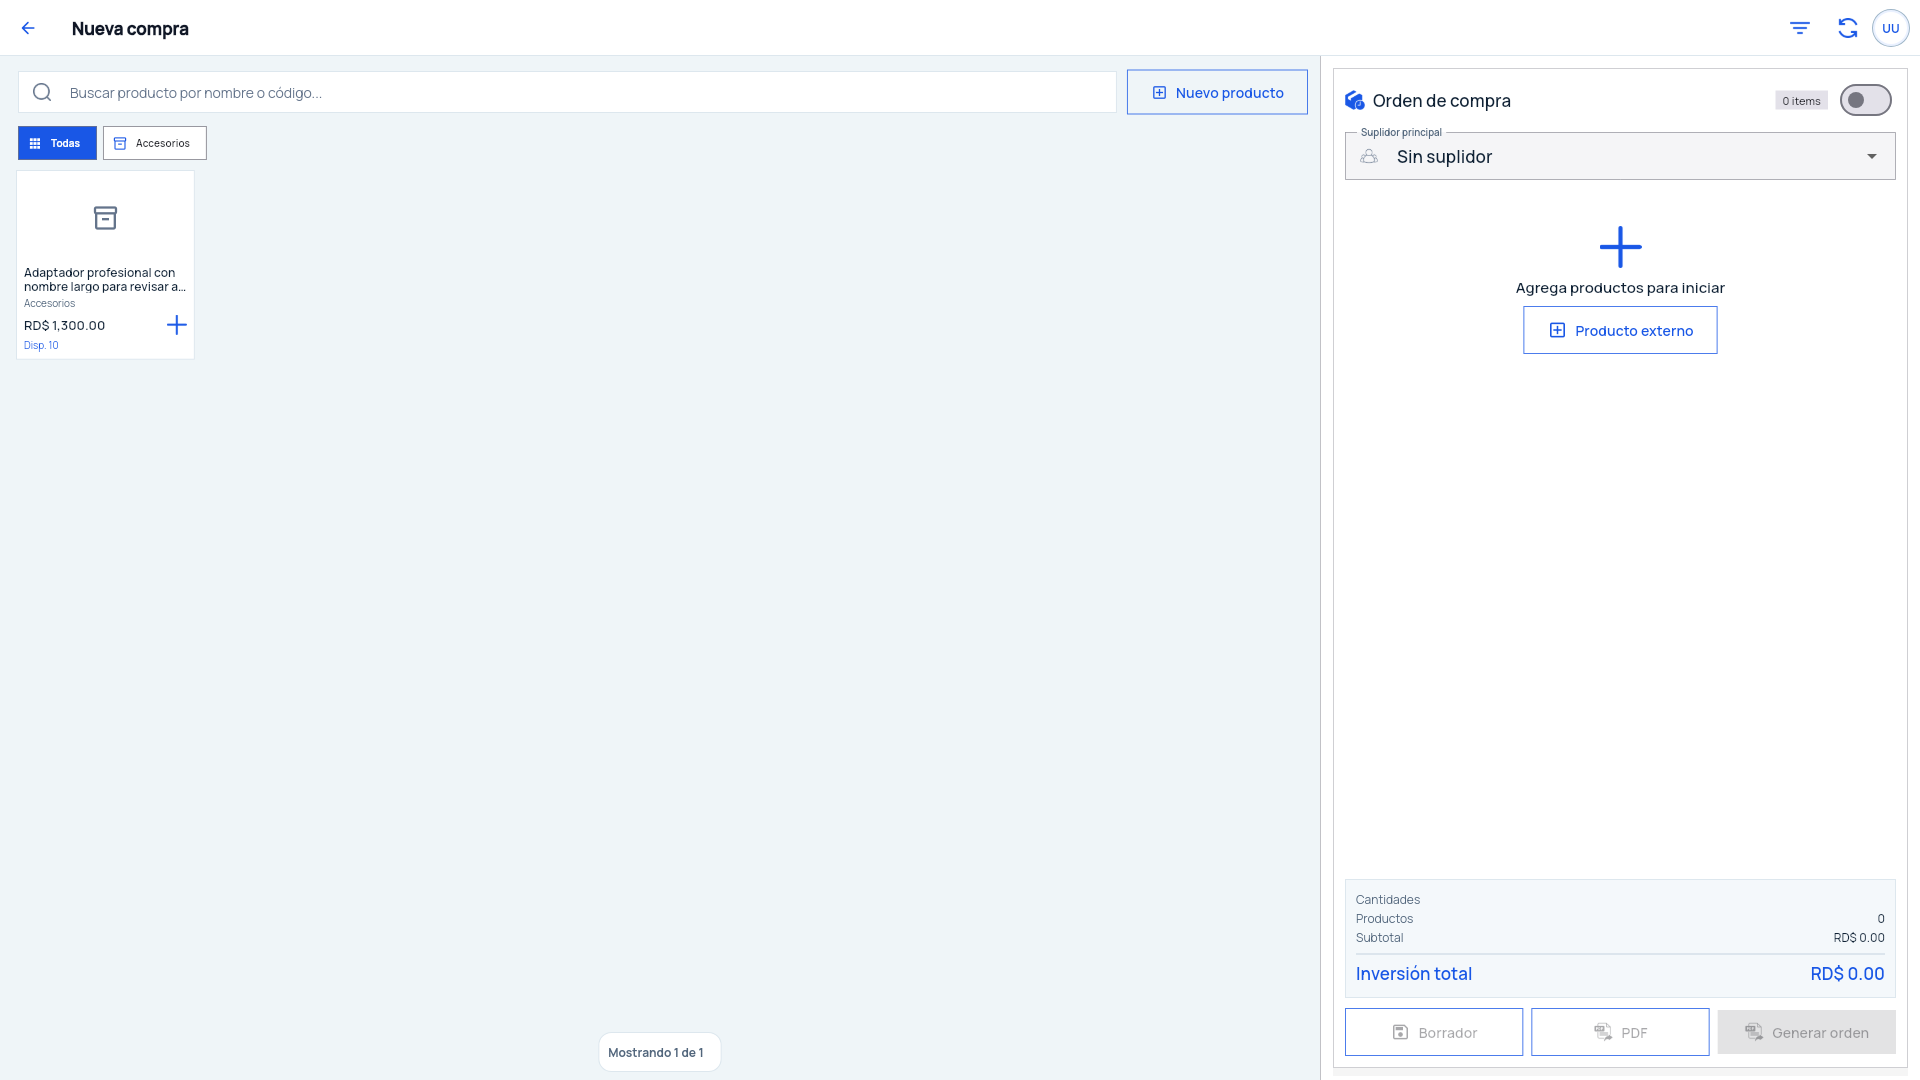 Nueva compra
UU
Buscar producto por nombre o código...
Nuevo producto
Todas
Accesorios
Adaptador profesional con
nombre largo para revisar a...
Accesorios
RD$ 1,300.00
Disp. 10
Mostrando 1 de 1
Orden de compra
0 items
Suplidor principal
Sin suplidor
Agrega productos para iniciar
Producto externo
Cantidades
Productos 0
Subtotal RD$ 0.00
Inversión total RD$ 0.00
Borrador
PDF
Generar orden